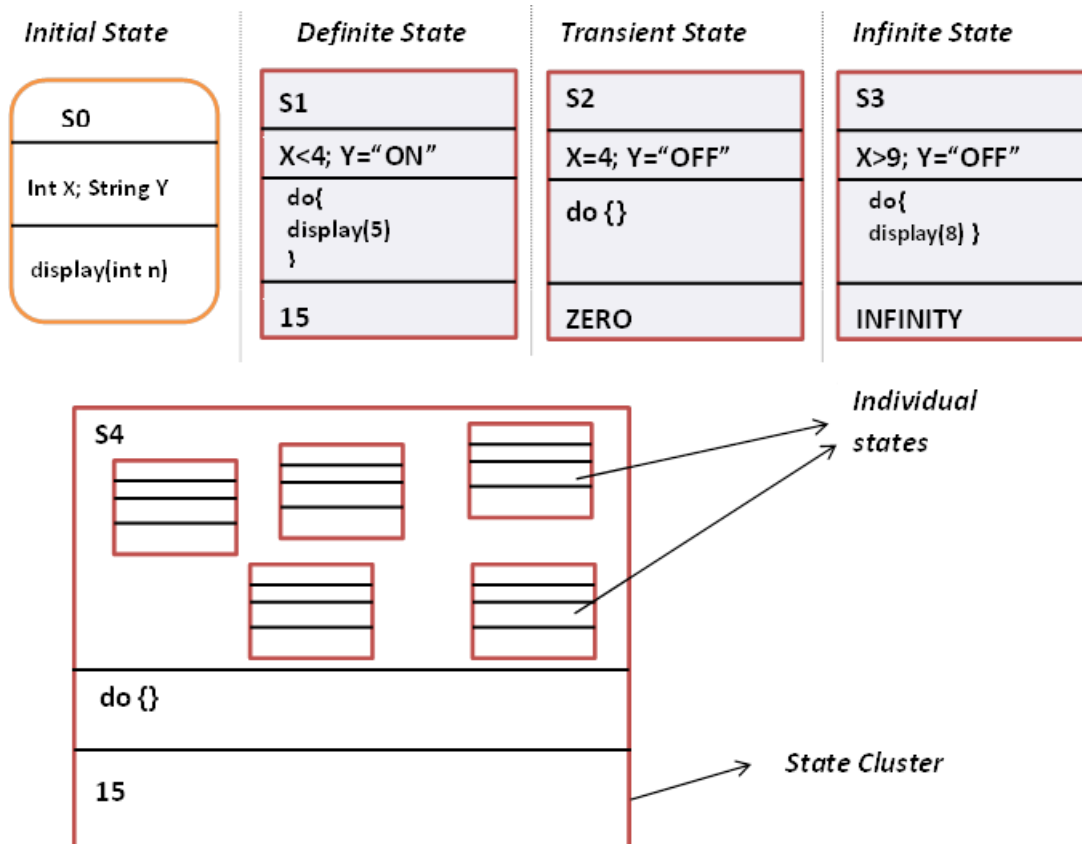 Initial State
Definite State
Transient State
Infinite State
S0
Int X; String Y
display(int n)
S1
X<4; Y=“ON”
do{
display(5)
}
15
S2
X=4; Y=“OFF”
do {}
ZERO
S3
X>9; Y=“OFF”
do{
display(8) }
INFINITY
S4
Individual
states
do {}
15
State Cluster